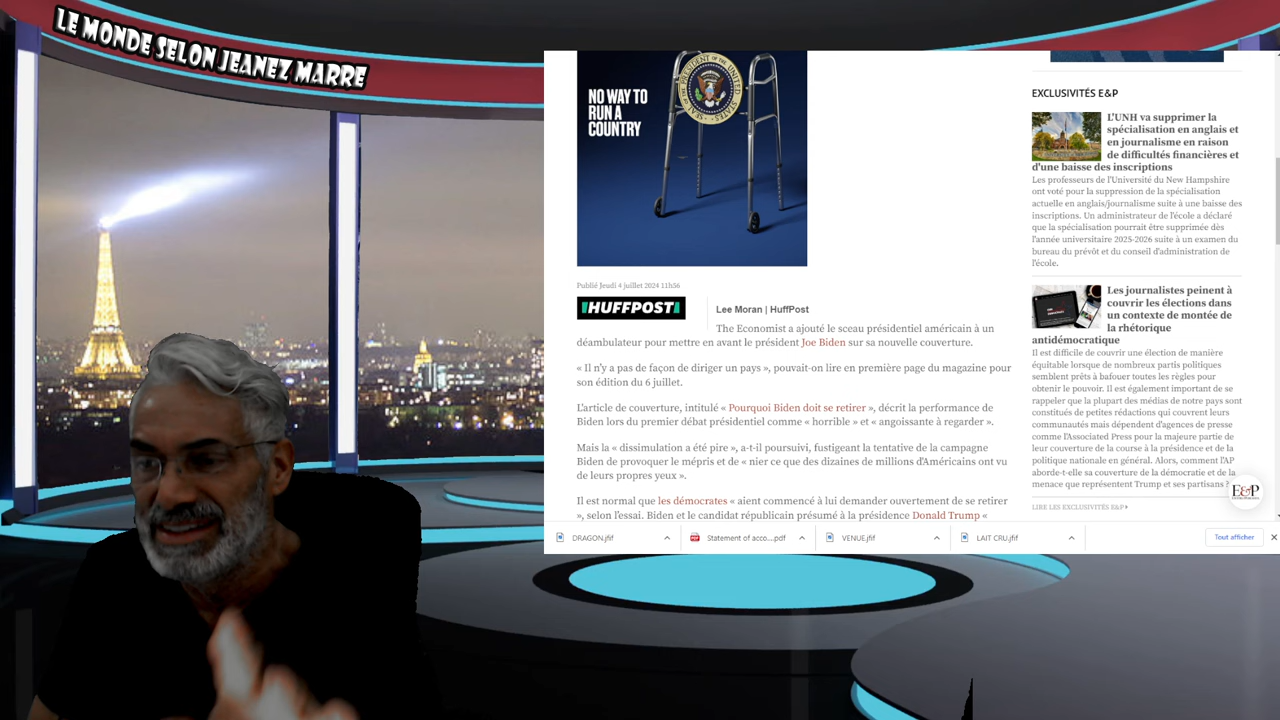 LE MONDE SELON JEANEZ MARRE
SEAL OF THE PRESIDENT OF THE UNITED STATES
NO WAY TO
RUN A
COUNTRY
Publié Jeudi 4 juillet 2024 11h56
HUFFPOST
Lee Moran | HuffPost
The Economist a ajouté le sceau présidentiel américain à un
déambulateur pour mettre en avant le président Joe Biden sur sa nouvelle couverture.
« Il n'y a pas de façon de diriger un pays », pouvait-on lire en première page du magazine pour
son édition du 6 juillet.
L'article de couverture, intitulé « Pourquoi Biden doit se retirer », décrit la performance de
Biden lors du premier débat présidentiel comme « horrible » et « angoissante à regarder ».
Mais la « dissimulation a été pire », a-t-il poursuivi, fustigeant la tentative de la campagne
Biden de provoquer le mépris et de « nier ce que des dizaines de millions d'Américains ont vu
de leurs propres yeux ».
Il est normal que les démocrates « aient commencé à lui demander ouvertement de se retirer
», selon l'essai. Biden et le candidat républicain présumé à la présidence Donald Trump «
EXCLUSIVITÉS E&P
L'UNH va supprimer la
spécialisation en anglais et
en journalisme en raison
de difficultés financières et
d'une baisse des inscriptions
Les professeurs de l'Université du New Hampshire
ont voté pour la suppression de la spécialisation
actuelle en anglais/journalisme suite à une baisse des
inscriptions. Un administrateur de l'école a déclaré
que la spécialisation pourrait être supprimée dès
l'année universitaire 2025-2026 suite à un examen du
bureau du prévôt et du conseil d'administration de
l'école.
Les journalistes peinent à
couvrir les élections dans
un contexte de montée de
la rhétorique
antidémocratique
Il est difficile de couvrir une élection de manière
équitable lorsque de nombreux partis politiques
semblent prêts à bafouer toutes les règles pour
obtenir le pouvoir. Il est également important de se
rappeler que la plupart des médias de notre pays sont
constitués de petites rédactions qui couvrent leurs
communautés mais dépendent d'agences de presse
comme l'Associated Press pour la majeure partie de
leur couverture de la course à la présidence et de la
politique nationale en général. Alors, comment l'AP
aborde-t-elle sa couverture de la démocratie et de la
menace que représentent Trump et ses partisans ?
E&P
LIRE LES EXCLUSIVITÉS E&P
DRAGON.jfif
Statement of acco....pdf
VENUE.jfif
LAIT CRU.jfif
Tout afficher